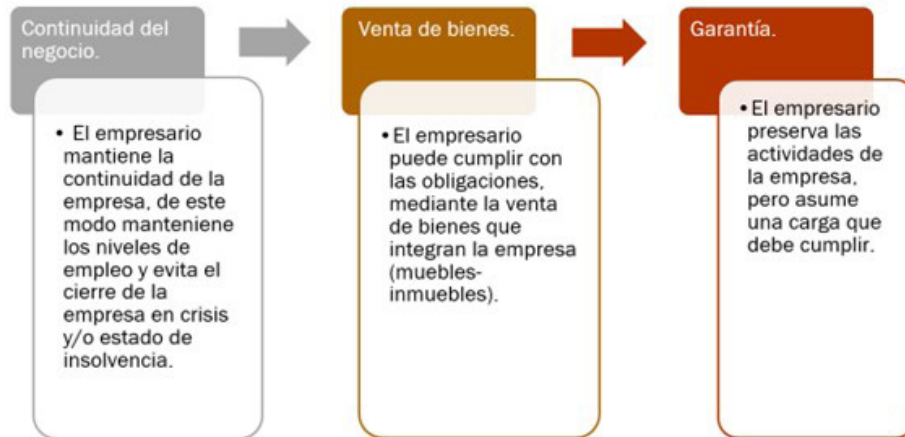 Continuidad del
negocio.
• El empresario
mantiene la
continuidad de la
empresa, de este
modo manteniene
los niveles de
empleo y evita el
cierre de la
empresa en crisis
y/o estado de
insolvencia.
Venta de bienes.
•El empresario
puede cumplir con
las obligaciones,
mediante la venta
de bienes que
integran la empresa
(muebles-
inmuebles).
Garantía.
•El empresario
preserva las
actividades de
la empresa,
pero asume
una carga que
debe cumplir.